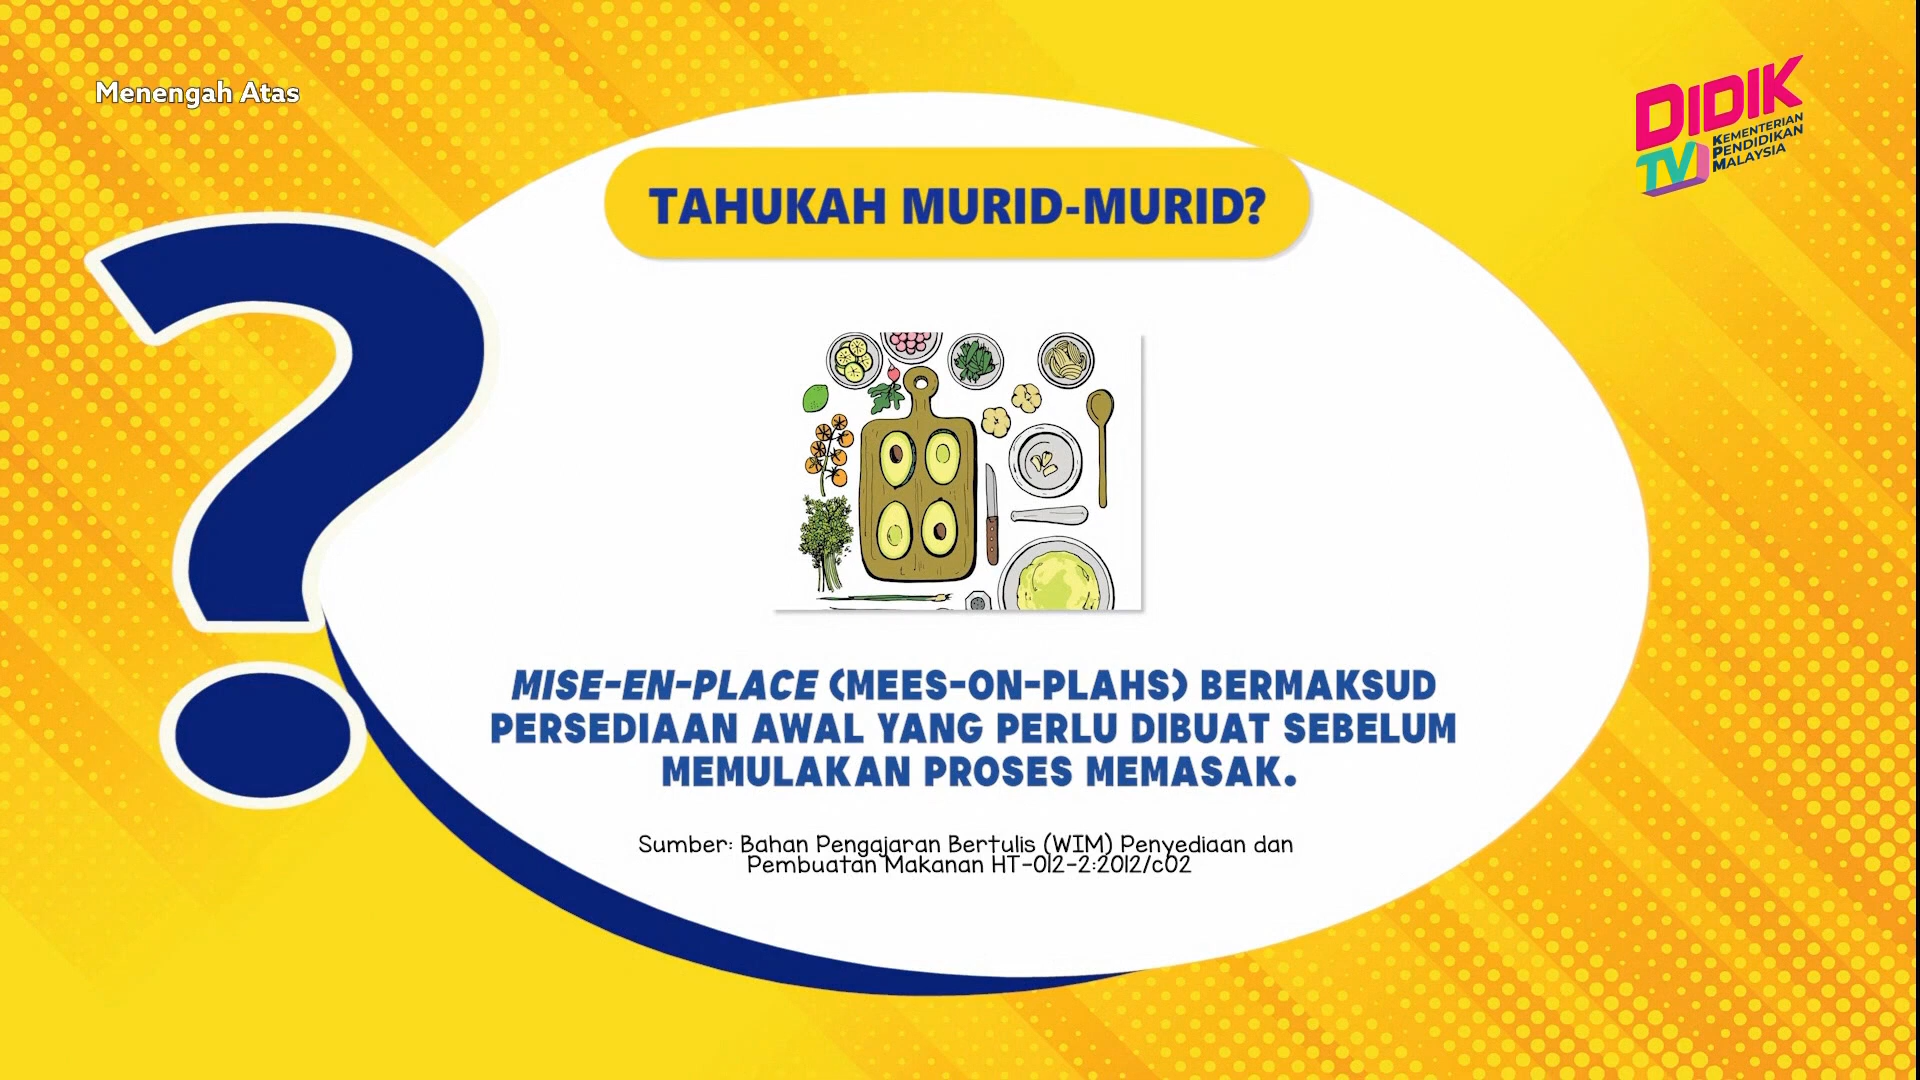 Menengah Atas
DIDIK
TV
KEMENTERIAN
PENDIDIKAN
MALAYSIA
TAHUKAH MURID-MURID?
MISE-EN-PLACE (MEES-ON-PLAHS) BERMAKSUD
PERSEDIAAN AWAL YANG PERLU DIBUAT SEBELUM
MEMULAKAN PROSES MEMASAK.
Sumber: Bahan Pengajaran Bertulis (WIM) Penyediaan dan
Pembuatan Makanan HT-012-2:2012/c02